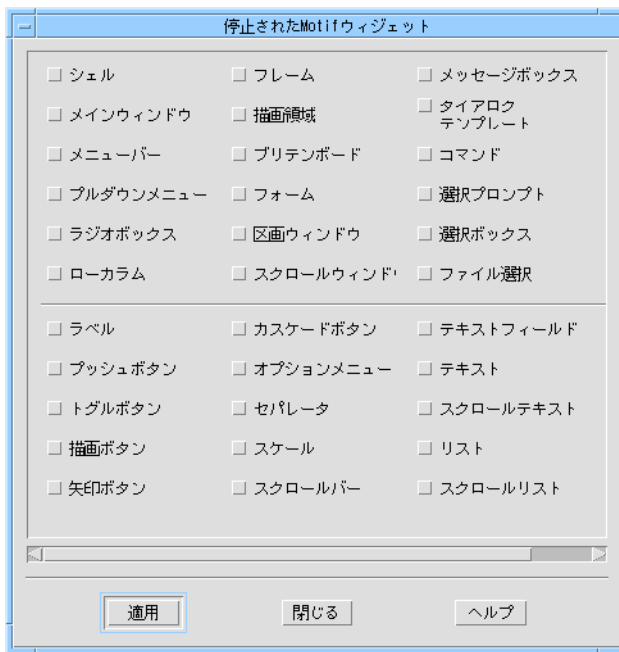 停止されたMotifウィジェット
シェル
フレーム
メッセージボックス
メインウィンドウ
描画領域
タイアロク
テンプレート
メニューバー
ブリテンボード
コマンド
プルダウンメニュー
フォーム
選択プロンプト
ラジオボックス
区画ウィンドウ
選択ボックス
ローカラム
スクロールウィンド
ファイル選択
ラベル
カスケードボタン
テキストフィールド
プッシュボタン
オプションメニュー
テキスト
トグルボタン
セパレータ
スクロールテキスト
描画ボタン
スケール
リスト
矢印ボタン
スクロールバー
スクロールリスト
適用
閉じる
ヘルプ